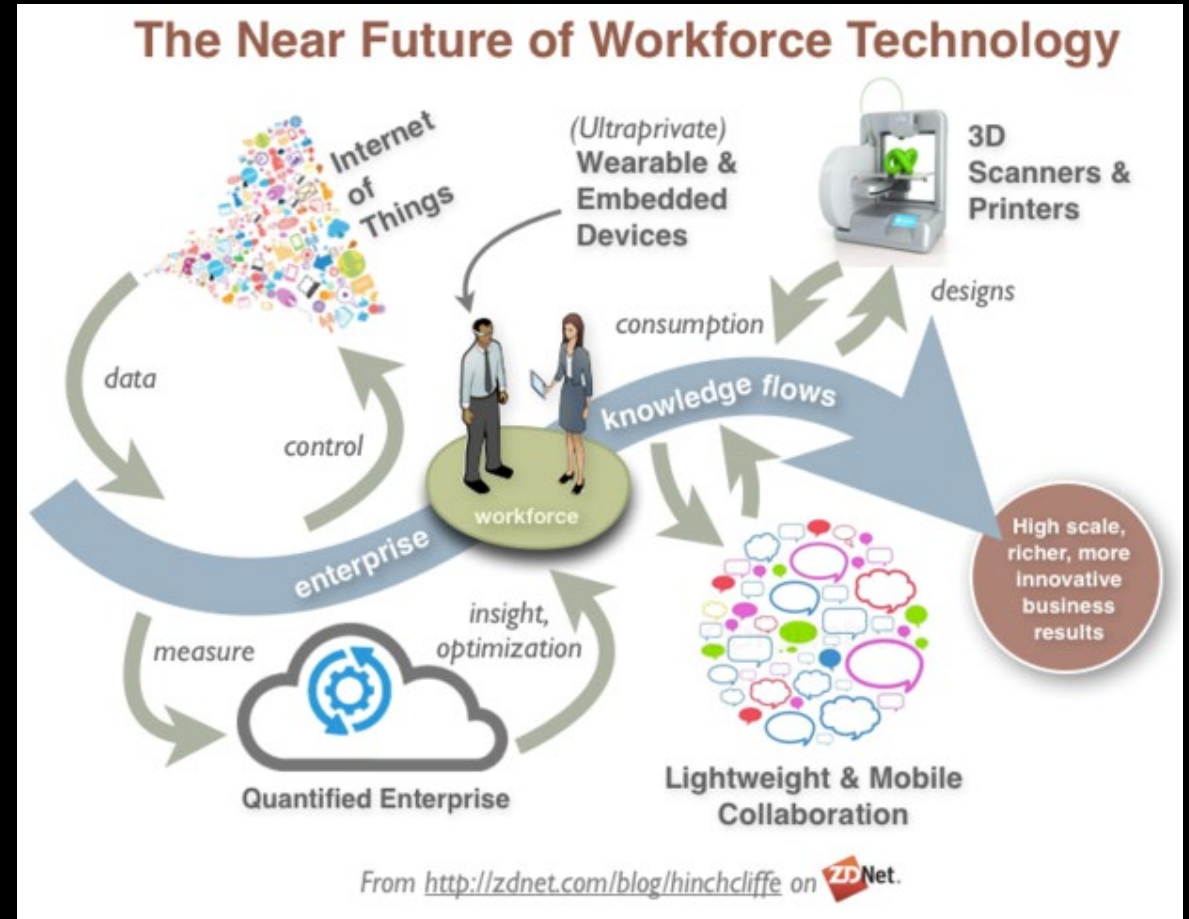 The Near Future of Workforce Technology
Internet
of
Things
(Ultraprivate)
Wearable &
Embedded
Devices
3D
Scanners &
Printers
data
control
consumption
designs
knowledge flows
workforce
enterprise
High scale,
richer, more
innovative
business
results
measure
insight,
optimization
Quantified Enterprise
Lightweight & Mobile
Collaboration
From http://zdnet.com/blog/hinchcliffe on ZDNet.